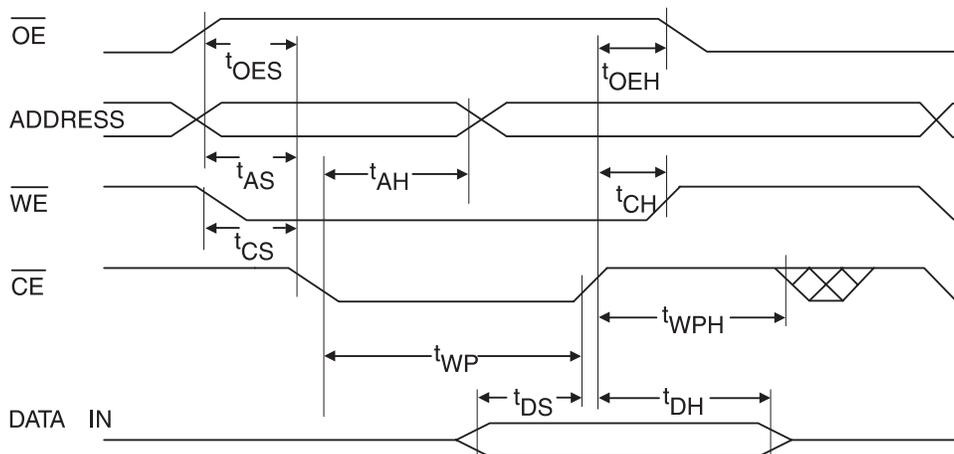 OE
tOES
tOEH
ADDRESS
tAS
tAH
tCH
WE
tCS
CE
tWPH
tWP
tDS
tDH
DATA IN